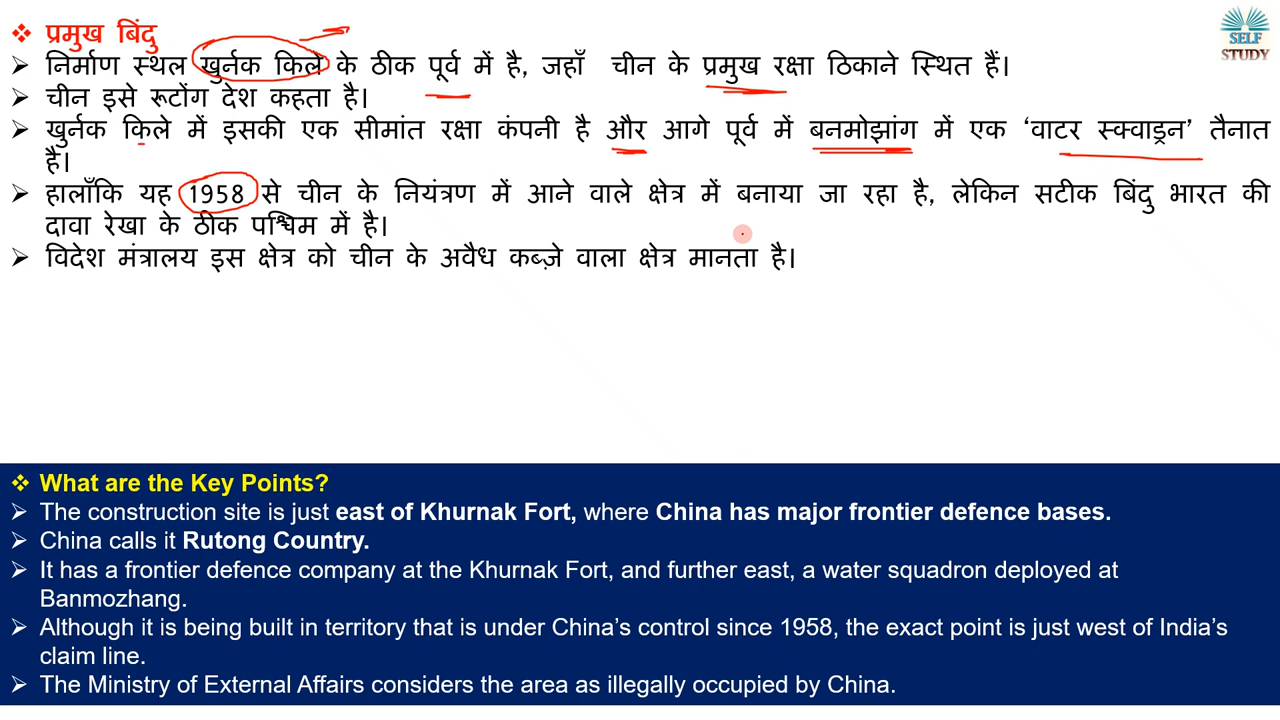 ❖ प्रमुख बिंदु
SELF
STUDY
➢ निर्माण स्थल खुर्नक किले के ठीक पूर्व में है, जहाँ चीन के प्रमुख रक्षा ठिकाने स्थित हैं।
➢ चीन इसे रूटोंग देश कहता है।
➢ खुर्नक किले में इसकी एक सीमांत रक्षा कंपनी है और आगे पूर्व में बनमोझांग में एक ‘वाटर स्क्वाड्रन’ तैनात
है।
➢ हालाँकि यह 1958 से चीन के नियंत्रण में आने वाले क्षेत्र में बनाया जा रहा है, लेकिन सटीक बिंदु भारत की
दावा रेखा के ठीक पश्चिम में है।
➢ विदेश मंत्रालय इस क्षेत्र को चीन के अवैध कब्ज़े वाला क्षेत्र मानता है।
❖ What are the Key Points?
➢ The construction site is just east of Khurnak Fort, where China has major frontier defence bases.
➢ China calls it Rutong Country.
➢ It has a frontier defence company at the Khurnak Fort, and further east, a water squadron deployed at
Banmozhang.
➢ Although it is being built in territory that is under China’s control since 1958, the exact point is just west of India’s
claim line.
➢ The Ministry of External Affairs considers the area as illegally occupied by China.